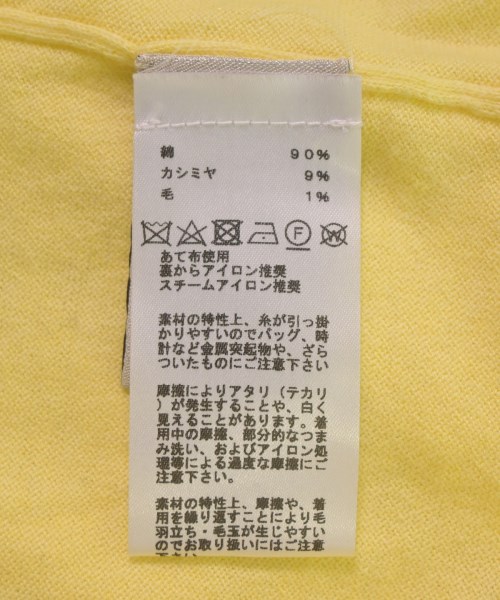 綿 90%
カシミヤ 9%
毛 1%
F W
あて布使用
裏からアイロン推奨
スチームアイロン推奨
素材の特性上、糸が引っ掛
かりやすいのでバッグ、時
計など金属突起物や、ざら
ついたものにご注意下さい
摩擦によりアタリ(テカリ
)が発生することや、白く
見えることがあります。着
用中の摩擦、部分的なつま
み洗い、およびアイロン処
理等による過度な摩擦にご
注意下さい。
素材の特性上、摩擦や、着
用を繰り返すことにより毛
羽立ち・毛玉が生じやすい
のでお取り扱いにはご注意
下さい。